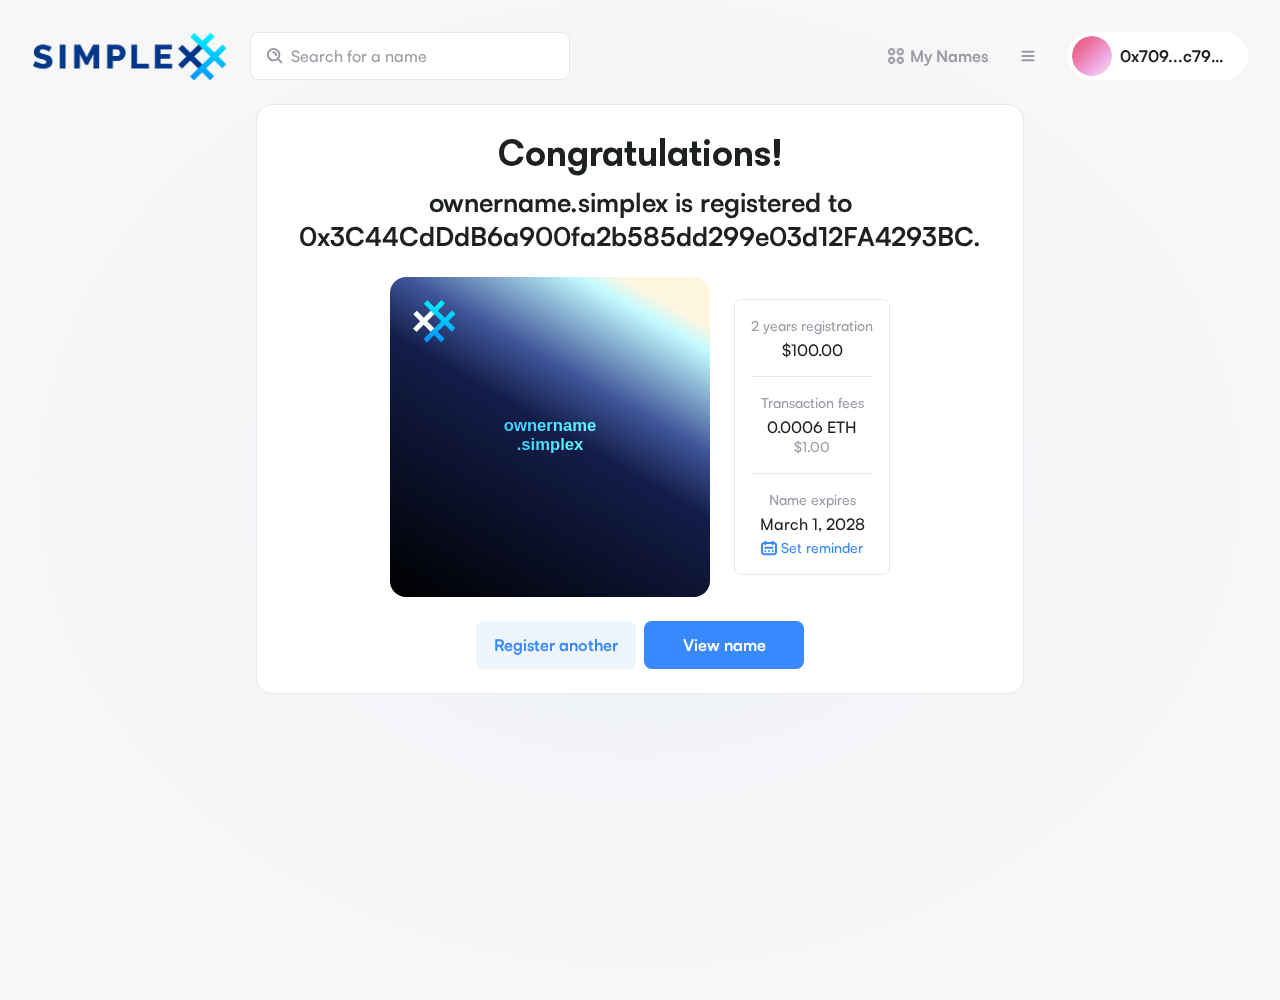 SIMPLEX
Search for a name
My Names
0x709...c79...
Congratulations!
ownername.simplex is registered to
0x3C44CdDdB6a900fa2b585dd299e03d12FA4293BC.
ownername
.simplex
2 years registration
$100.00
Transaction fees
0.0006 ETH
$1.00
Name expires
March 1, 2028
Set reminder
Register another
View name